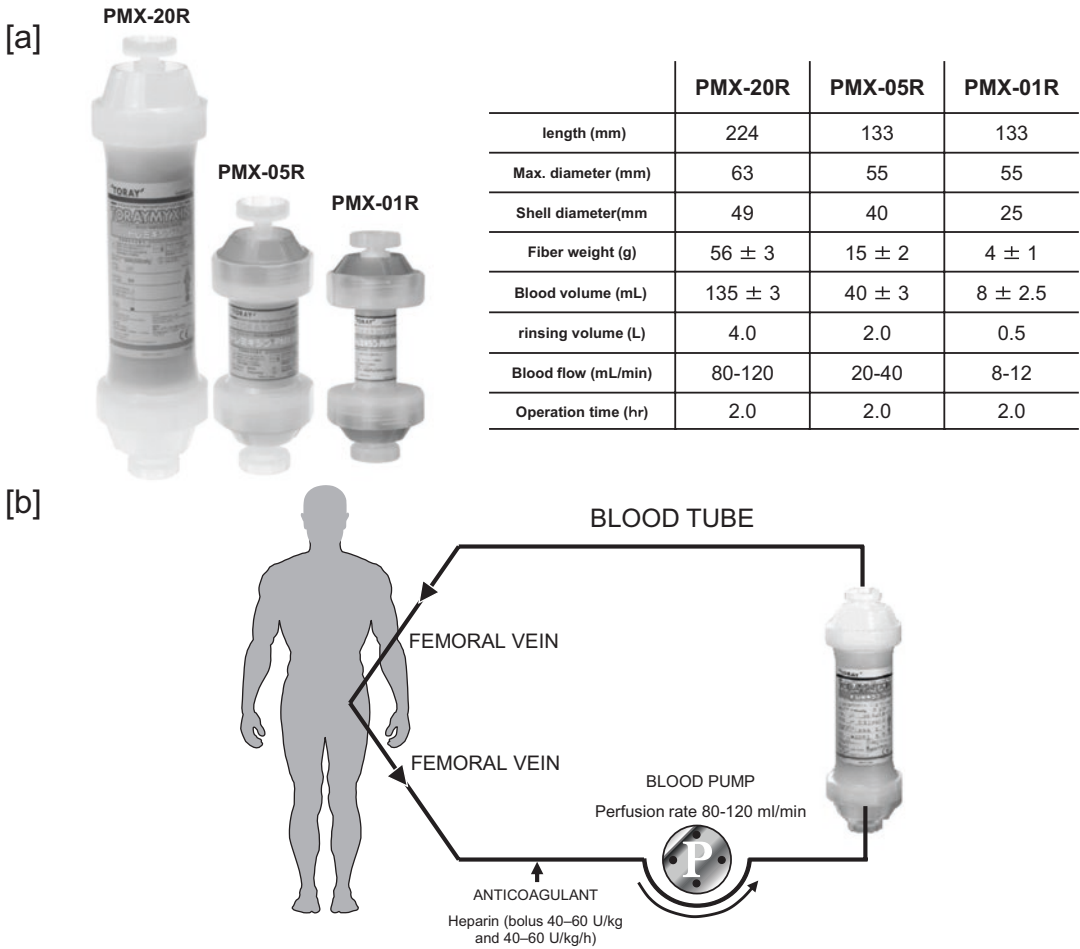 [a]
PMX-20R
PMX-05R
PMX-01R
"TORAY"
TORAYMYXIN
PMX-20R PMX-05R PMX-01R
length (mm) 224 133 133
Max. diameter (mm) 63 55 55
Shell diameter(mm 49 40 25
Fiber weight (g) 56 ± 3 15 ± 2 4 ± 1
Blood volume (mL) 135 ± 3 40 ± 3 8 ± 2.5
rinsing volume (L) 4.0 2.0 0.5
Blood flow (mL/min) 80-120 20-40 8-12
Operation time (hr) 2.0 2.0 2.0
[b]
BLOOD TUBE
FEMORAL VEIN
FEMORAL VEIN
BLOOD PUMP
Perfusion rate 80-120 ml/min
P
ANTICOAGULANT
Heparin (bolus 40–60 U/kg
and 40–60 U/kg/h)